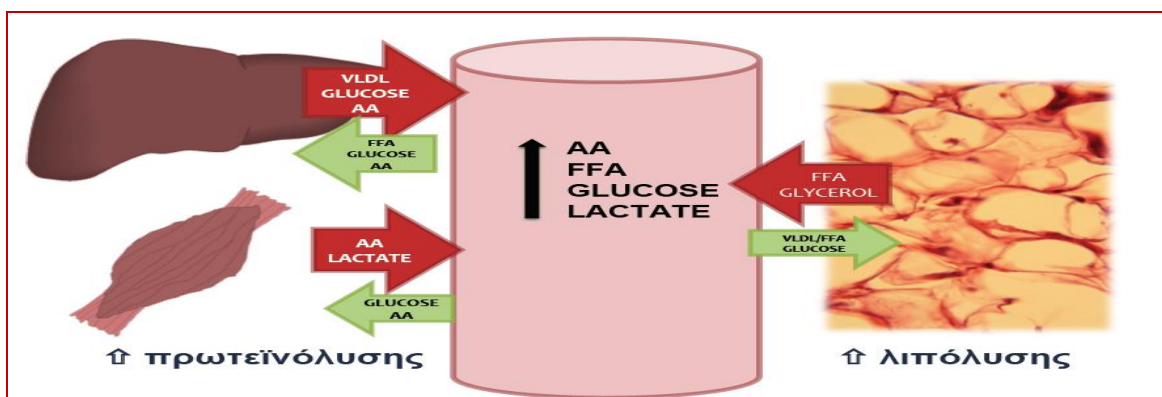 VLDL
GLUCOSE
AA
FFA
GLUCOSE
AA
AA
LACTATE
GLUCOSE
AA
⇧ πρωτεϊνόλυσης
AA
FFA
GLUCOSE
LACTATE
FFA
GLYCEROL
VLDL/FFA
GLUCOSE
⇧ λιπόλυσης